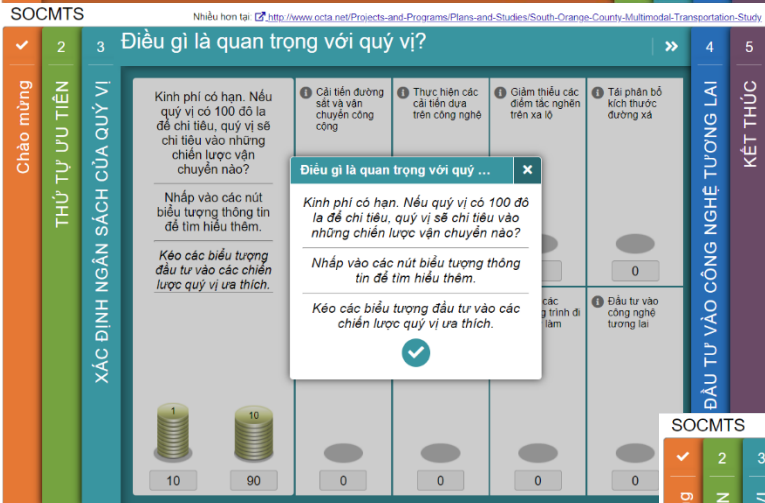 SOCMTS
Nhiều hơn tại: http://www.octa.net/Projects-and-Programs/Plans-and-Studies/South-Orange-County-Multimodal-Transportation-Study
Chào mừng
2
THỨ TỰ ƯU TIÊN
3
XÁC ĐỊNH NGÂN SÁCH CỦA QUÝ VỊ
Điều gì là quan trọng với quý vị?
»
4
ĐẦU TƯ VÀO CÔNG NGHỆ TƯƠNG LAI
5
KẾT THÚC
Kinh phí có hạn. Nếu
quý vị có 100 đô la
để chi tiêu, quý vị sẽ
chi tiêu vào những
chiến lược vận
chuyển nào?
Nhấp vào các nút
biểu tượng thông tin
để tìm hiểu thêm.
Kéo các biểu tượng
đầu tư vào các chiến
lược quý vị ưa thích.
1
10
10
90
Cải tiến đường
sắt và vận
chuyển công
cộng
Thực hiện các
cải tiến dựa
trên công nghệ
Giảm thiểu các
điểm tắc nghẽn
trên xa lộ
Tái phân bổ
kích thước
đường xá
0
các
g trình đi
làm
Đầu tư vào
công nghệ
tương lai
0
0
0
0
Điều gì là quan trọng với quý ...
×
Kinh phí có hạn. Nếu quý vị có 100 đô
la để chi tiêu, quý vị sẽ chi tiêu vào
những chiến lược vận chuyển nào?
Nhấp vào các nút biểu tượng thông
tin để tìm hiểu thêm.
Kéo các biểu tượng đầu tư vào các
chiến lược quý vị ưa thích.
SOCMTS
2
3